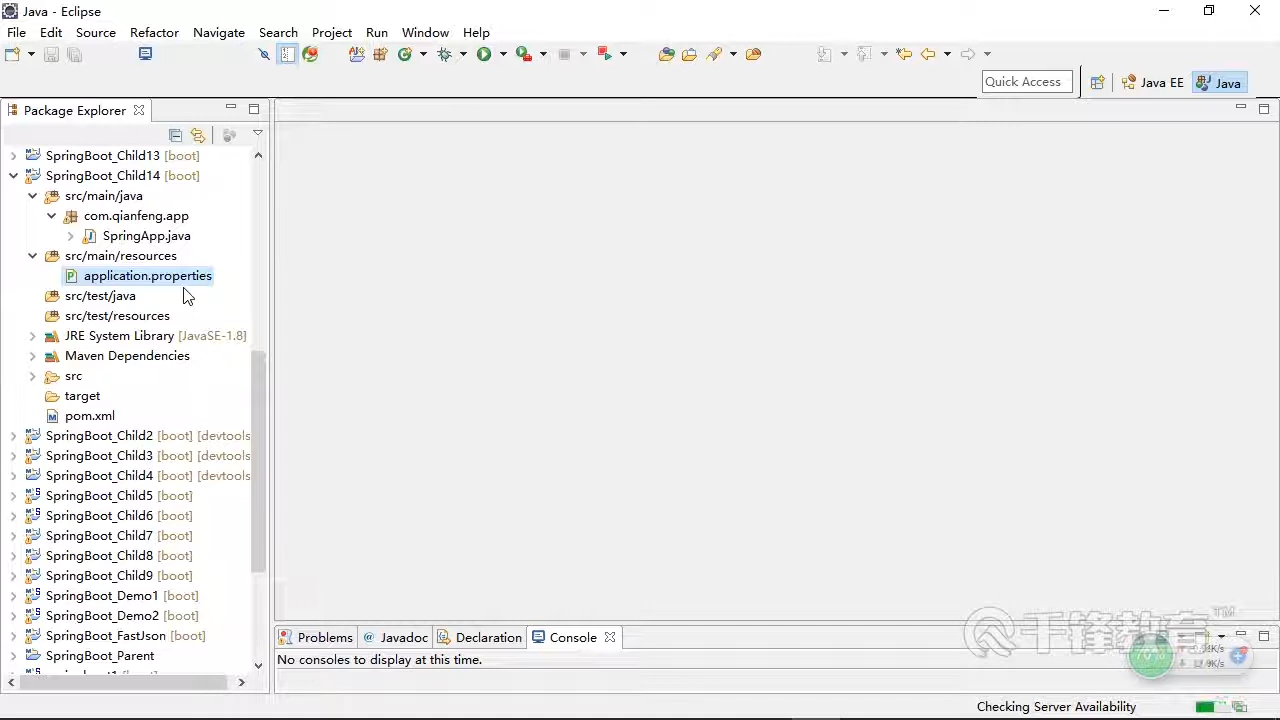 Java - Eclipse
File Edit Source Refactor Navigate Search Project Run Window Help
Quick Access
Java EE
Java
Package Explorer
SpringBoot_Child13 [boot]
SpringBoot_Child14 [boot]
src/main/java
com.qianfeng.app
SpringApp.java
src/main/resources
application.properties
src/test/java
src/test/resources
JRE System Library [JavaSE-1.8]
Maven Dependencies
src
target
pom.xml
SpringBoot_Child2 [boot] [devtools
SpringBoot_Child3 [boot] [devtools
SpringBoot_Child4 [boot] [devtools
SpringBoot_Child5 [boot]
SpringBoot_Child6 [boot]
SpringBoot_Child7 [boot]
SpringBoot_Child8 [boot]
SpringBoot_Child9 [boot]
SpringBoot_Demo1 [boot]
SpringBoot_Demo2 [boot]
SpringBoot_FastJson [boot]
SpringBoot_Parent
Problems Javadoc Declaration Console
No consoles to display at this time.
千锋教育™
Checking Server Availability